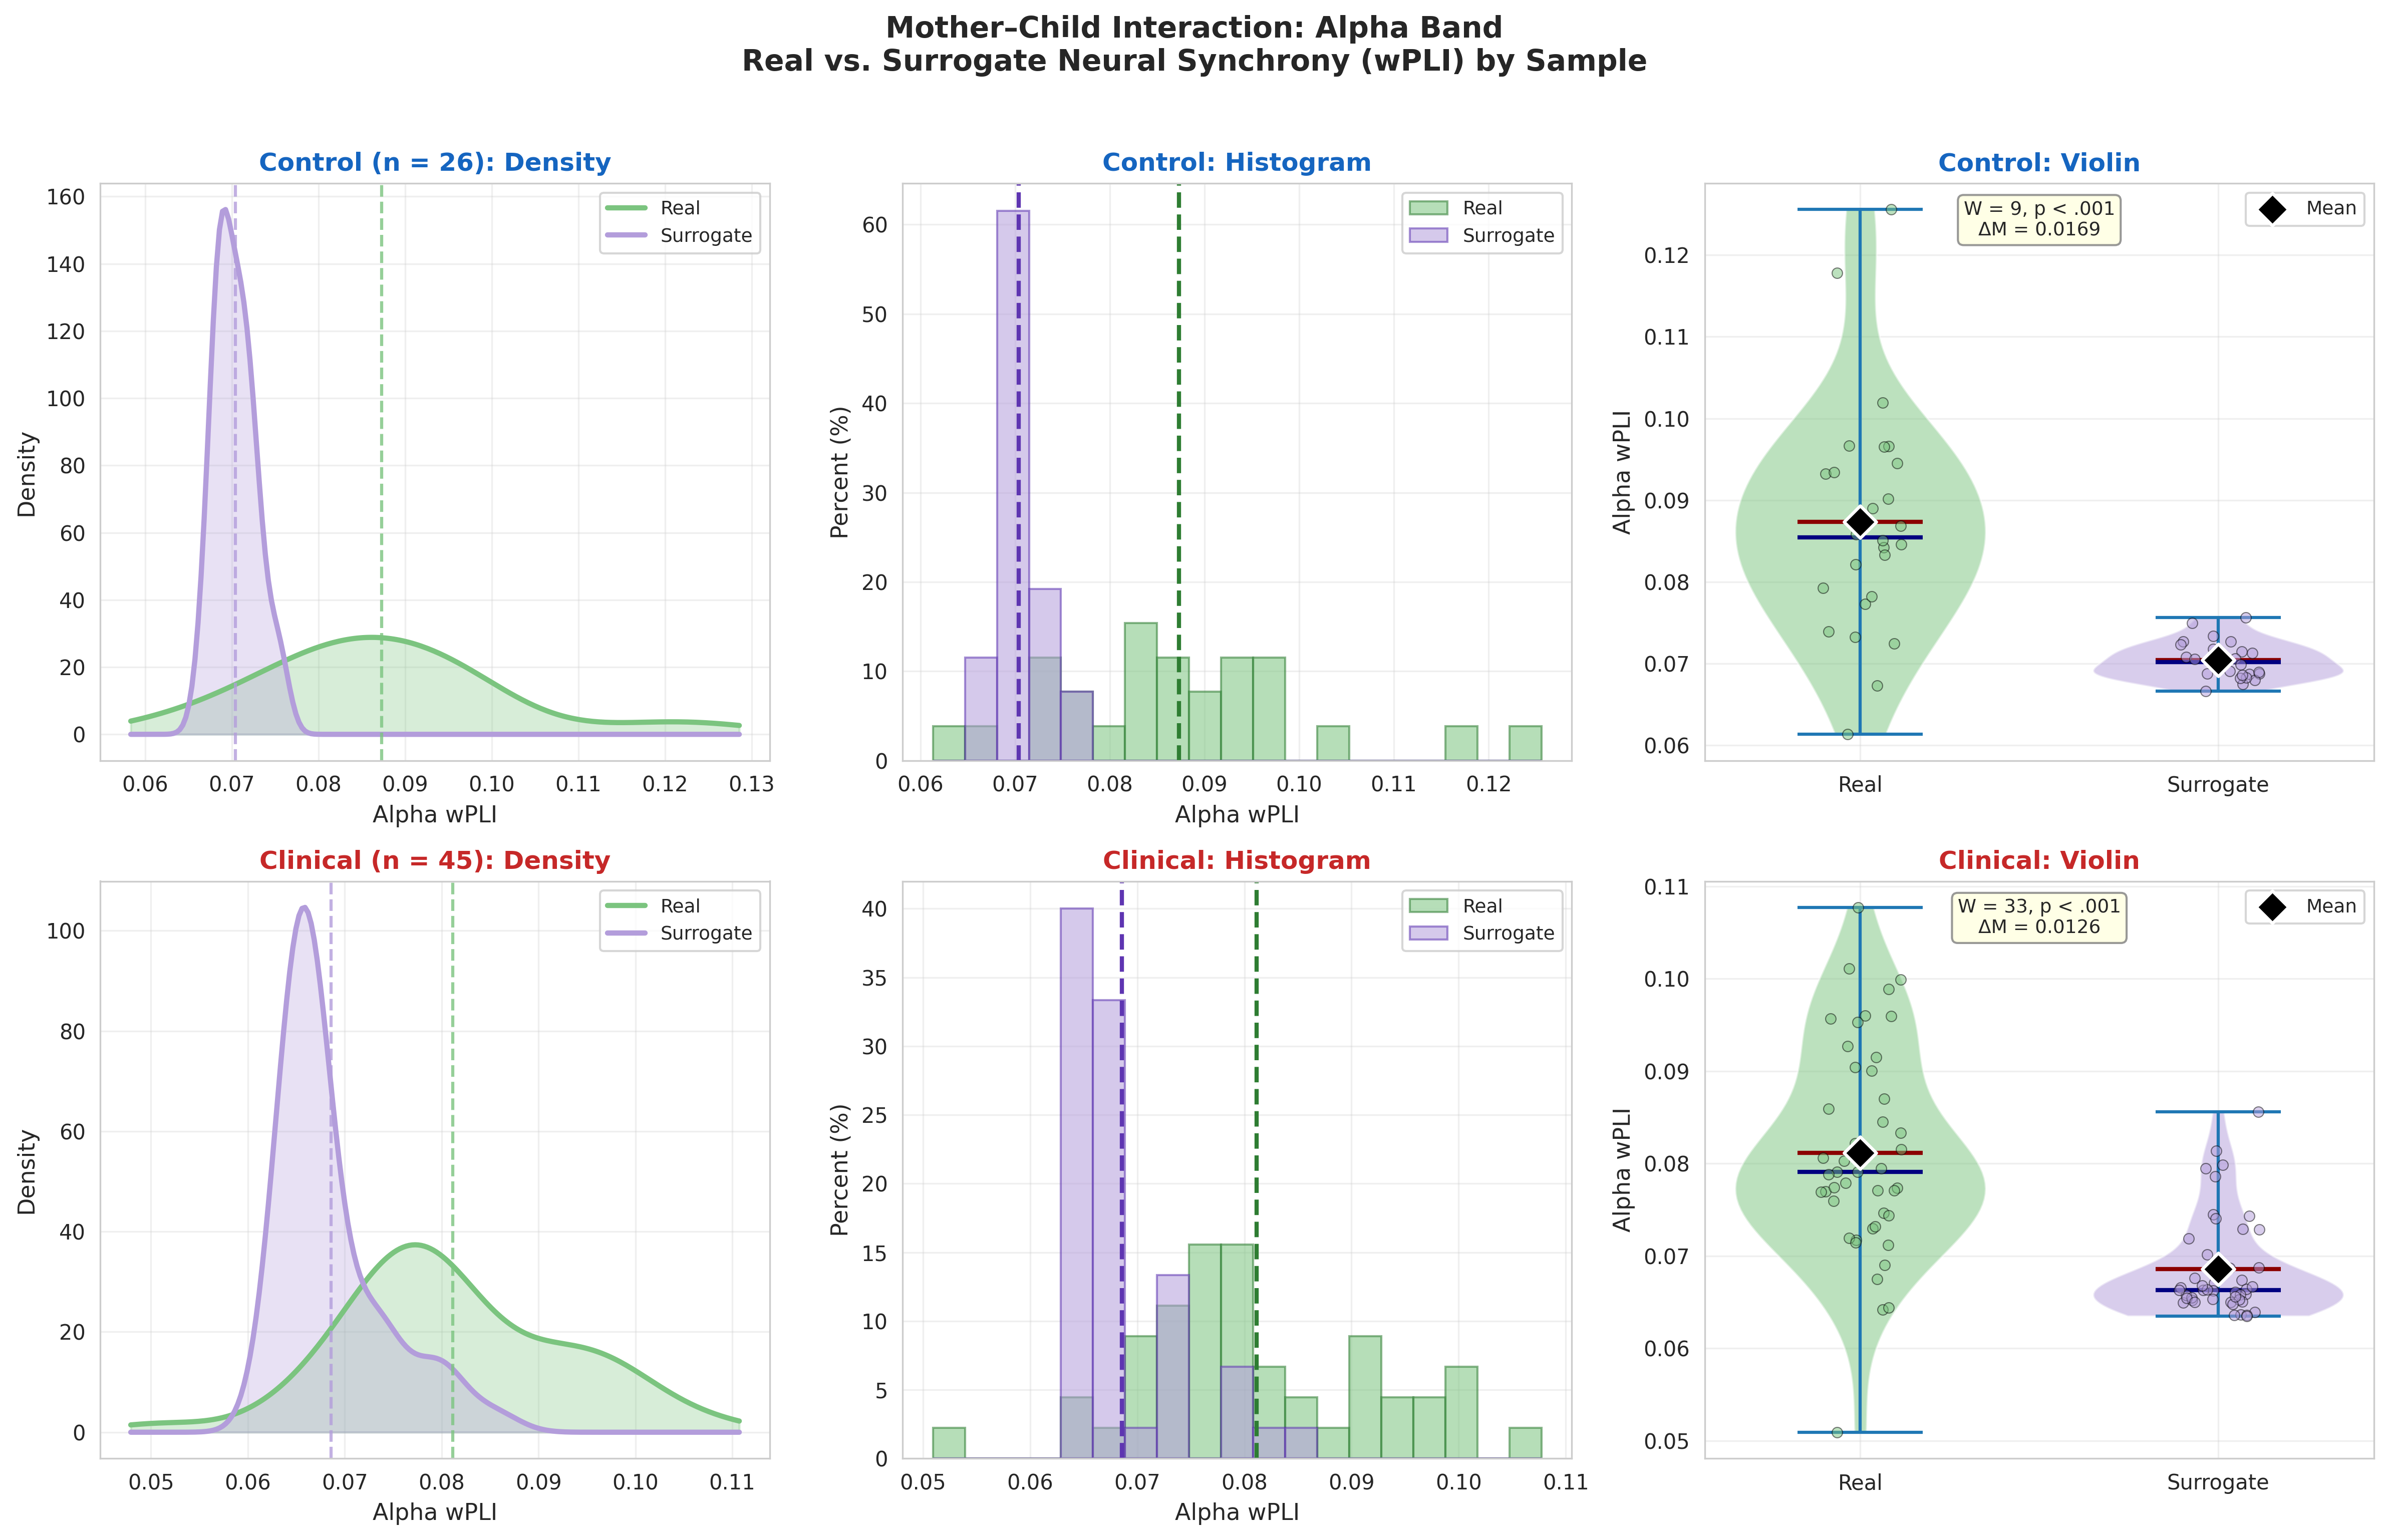 Mother–Child Interaction: Alpha Band
Real vs. Surrogate Neural Synchrony (wPLI) by Sample
Control (n = 26): Density
160
140
120
100
80
60
40
20
0
Density
0.06 0.07 0.08 0.09 0.10 0.11 0.12 0.13
Alpha wPLI
Real
Surrogate
Control: Histogram
60
50
40
30
20
10
0
Percent (%)
0.06 0.07 0.08 0.09 0.10 0.11 0.12
Alpha wPLI
Real
Surrogate
Control: Violin
W = 9, p < .001
ΔM = 0.0169
Mean
0.12
0.11
0.10
0.09
0.08
0.07
0.06
Alpha wPLI
Real Surrogate
Clinical (n = 45): Density
100
80
60
40
20
0
Density
0.05 0.06 0.07 0.08 0.09 0.10 0.11
Alpha wPLI
Real
Surrogate
Clinical: Histogram
40
35
30
25
20
15
10
5
0
Percent (%)
0.05 0.06 0.07 0.08 0.09 0.10 0.11
Alpha wPLI
Real
Surrogate
Clinical: Violin
W = 33, p < .001
ΔM = 0.0126
Mean
0.11
0.10
0.09
0.08
0.07
0.06
0.05
Alpha wPLI
Real Surrogate